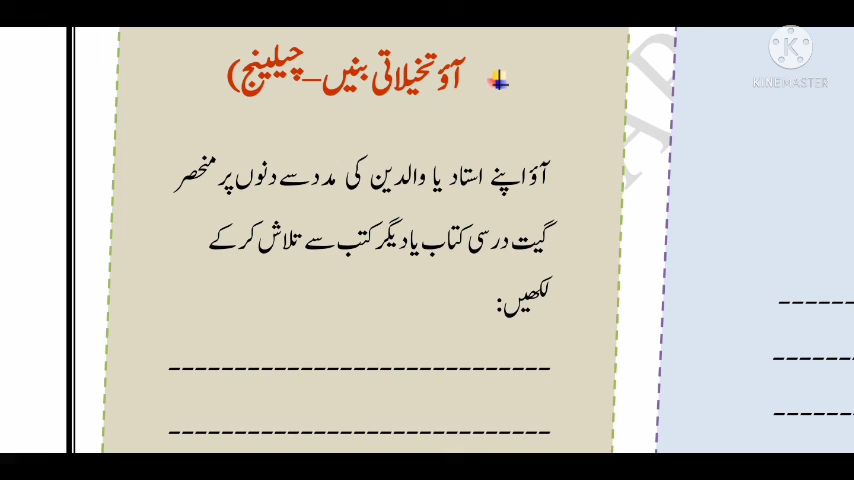 آؤ تخیلاتی بنیں – چیلینج)
آؤ اپنے استاد یا والدین کی مدد سے دنوں پر منحصر
گیت درسی کتاب یا دیگر کتب سے تلاش کر کے
لکھیں:
KINEMASTER